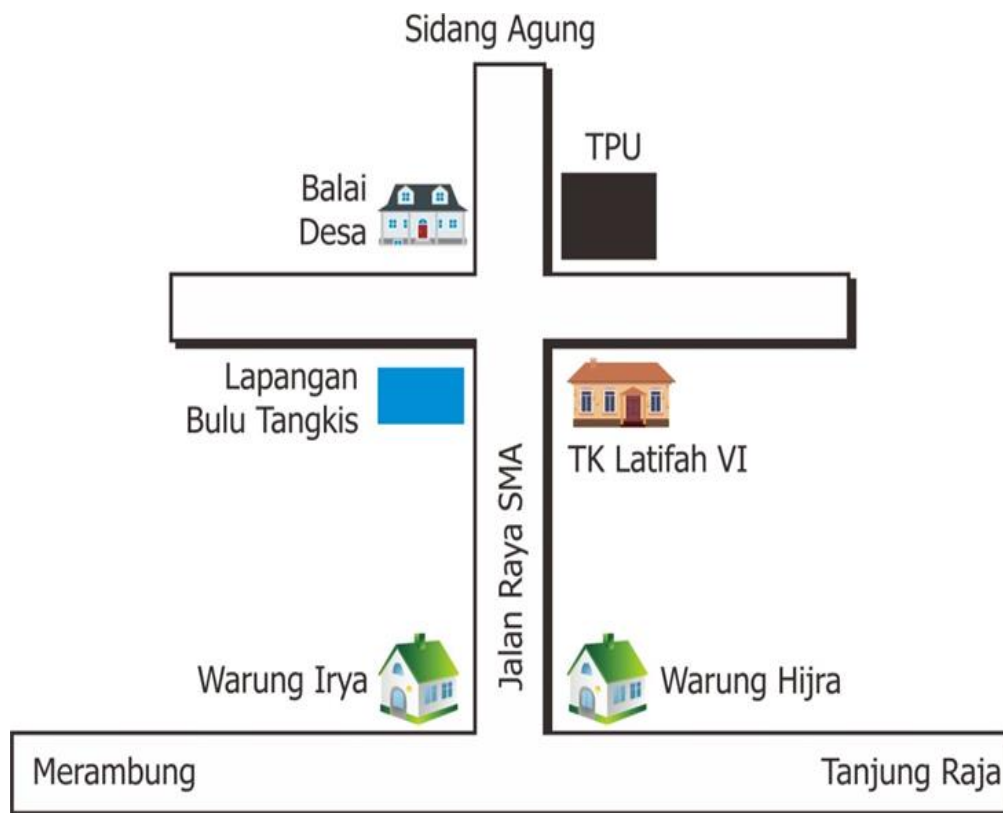 Sidang Agung
TPU
Balai
Desa
Lapangan
Bulu Tangkis
TK Latifah VI
Jalan Raya SMA
Warung Irya
Warung Hijra
Merambung
Tanjung Raja